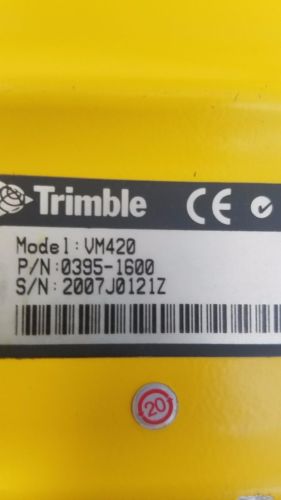 Trimble CE
Model:VM420
P/N:0395-1600
S/N:2007J0121Z
20